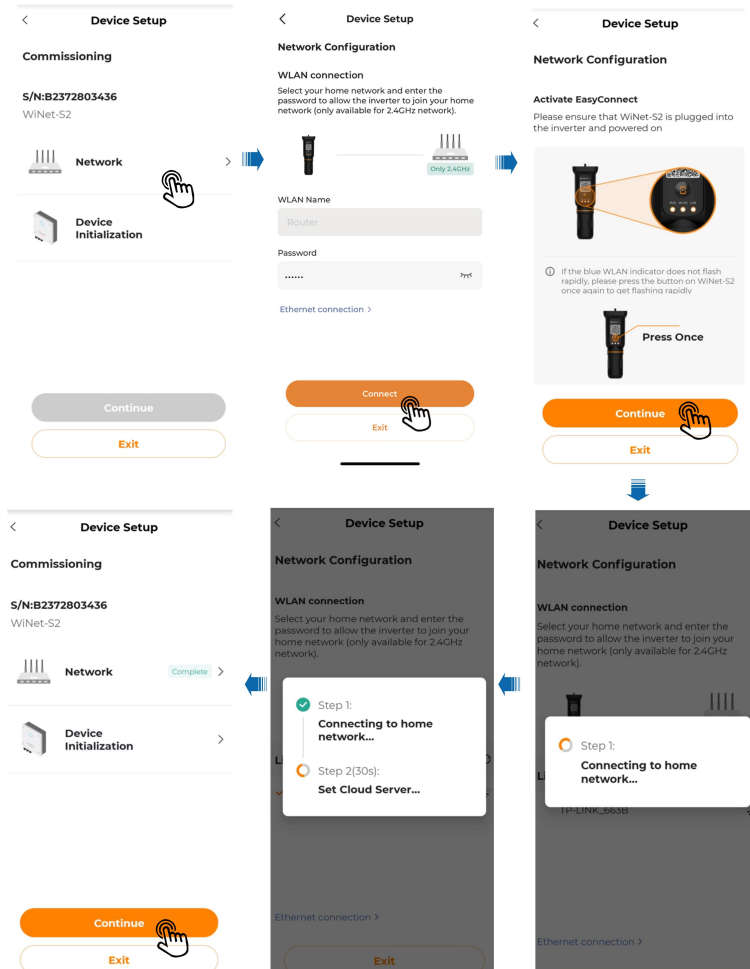 Device Setup
Commissioning
S/N:B2372803436
WiNet-S2
Network
Device
Initialization
Continue
Exit
Device Setup
Network Configuration
WLAN connection
Select your home network and enter the
password to allow the inverter to join your home
network (only available for 2.4GHz network).
Only 2.4GHz
WLAN Name
Router
Password
••••••
Ethernet connection >
Connect
Exit
Device Setup
Network Configuration
Activate EasyConnect
Please ensure that WiNet-S2 is plugged into
the inverter and powered on
If the blue WLAN indicator does not flash
rapidly, please press the button on WiNet-S2
once again to get flashing rapidly
Press Once
Continue
Exit
Device Setup
Network Configuration
WLAN connection
Select your home network and enter the
password to allow the inverter to join your
home network (only available for 2.4GHz
network).
Step 1:
Connecting to home
network...
TP-LINK_663B
Ethernet connection >
Device Setup
Network Configuration
WLAN connection
Select your home network and enter the
password to allow the inverter to join your
home network (only available for 2.4GHz
network).
Step 1:
Connecting to home
network...
Step 2(30s):
Set Cloud Server...
Ethernet connection >
Exit
Device Setup
Commissioning
S/N:B2372803436
WiNet-S2
Network
Complete
Device
Initialization
Continue
Exit